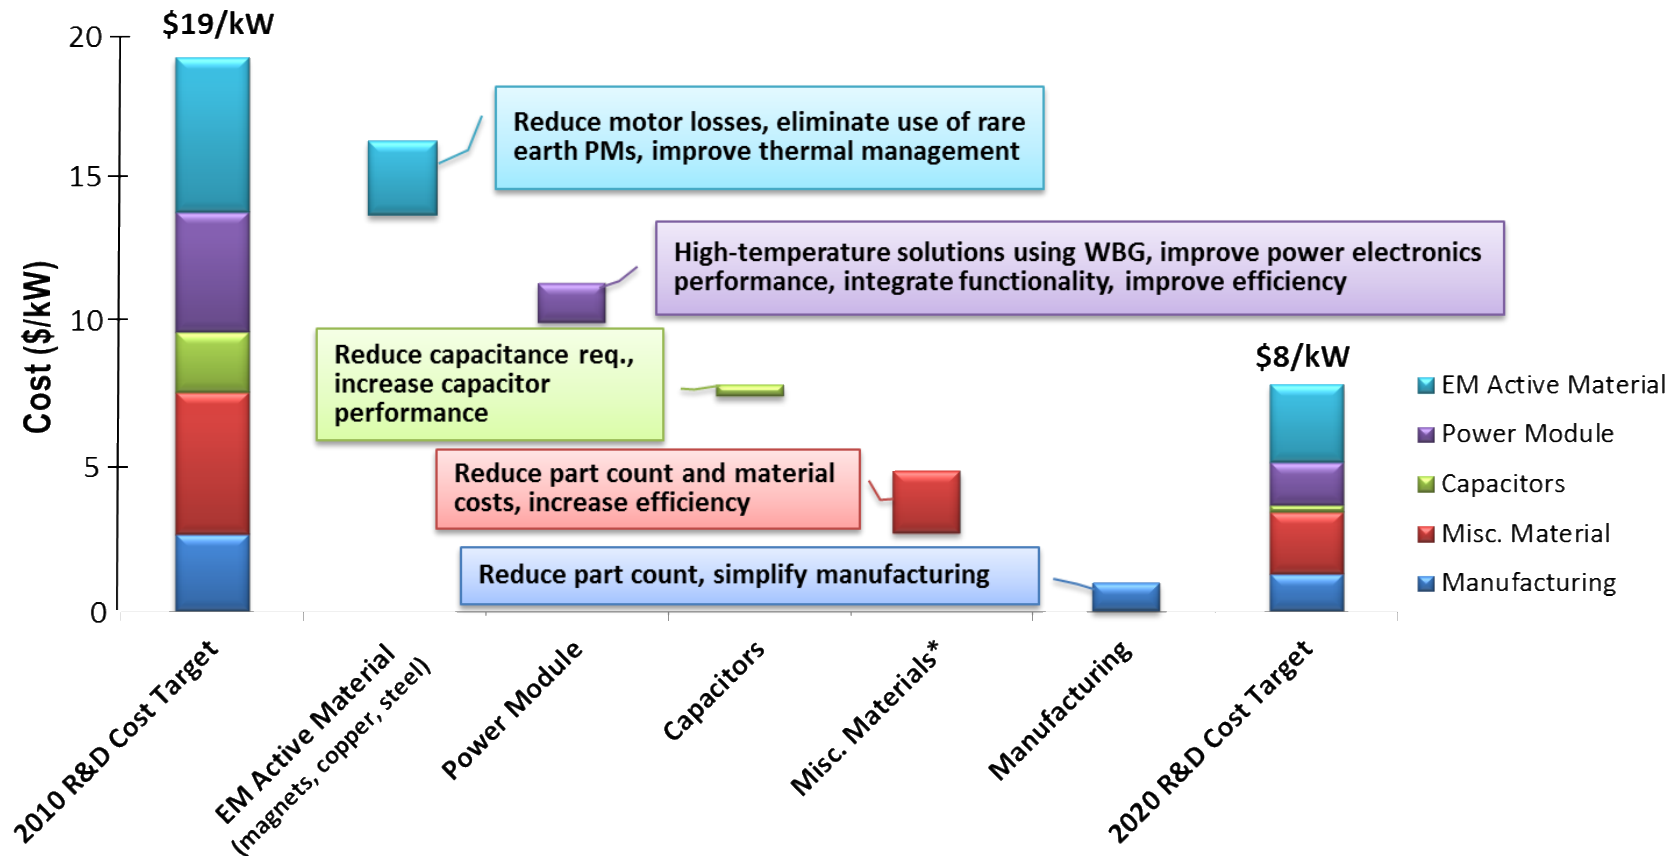 $19/kW
20
15
10
5
0
Cost ($/kW)
Reduce motor losses, eliminate use of rare
earth PMs, improve thermal management
High-temperature solutions using WBG, improve power electronics
performance, integrate functionality, improve efficiency
Reduce capacitance req.,
increase capacitor
performance
Reduce part count and material
costs, increase efficiency
Reduce part count, simplify manufacturing
$8/kW
EM Active Material
Power Module
Capacitors
Misc. Material
Manufacturing
2010 R&D Cost Target
EM Active Material
(magnets, copper, steel)
Power Module
Capacitors
Misc. Materials*
Manufacturing
2020 R&D Cost Target